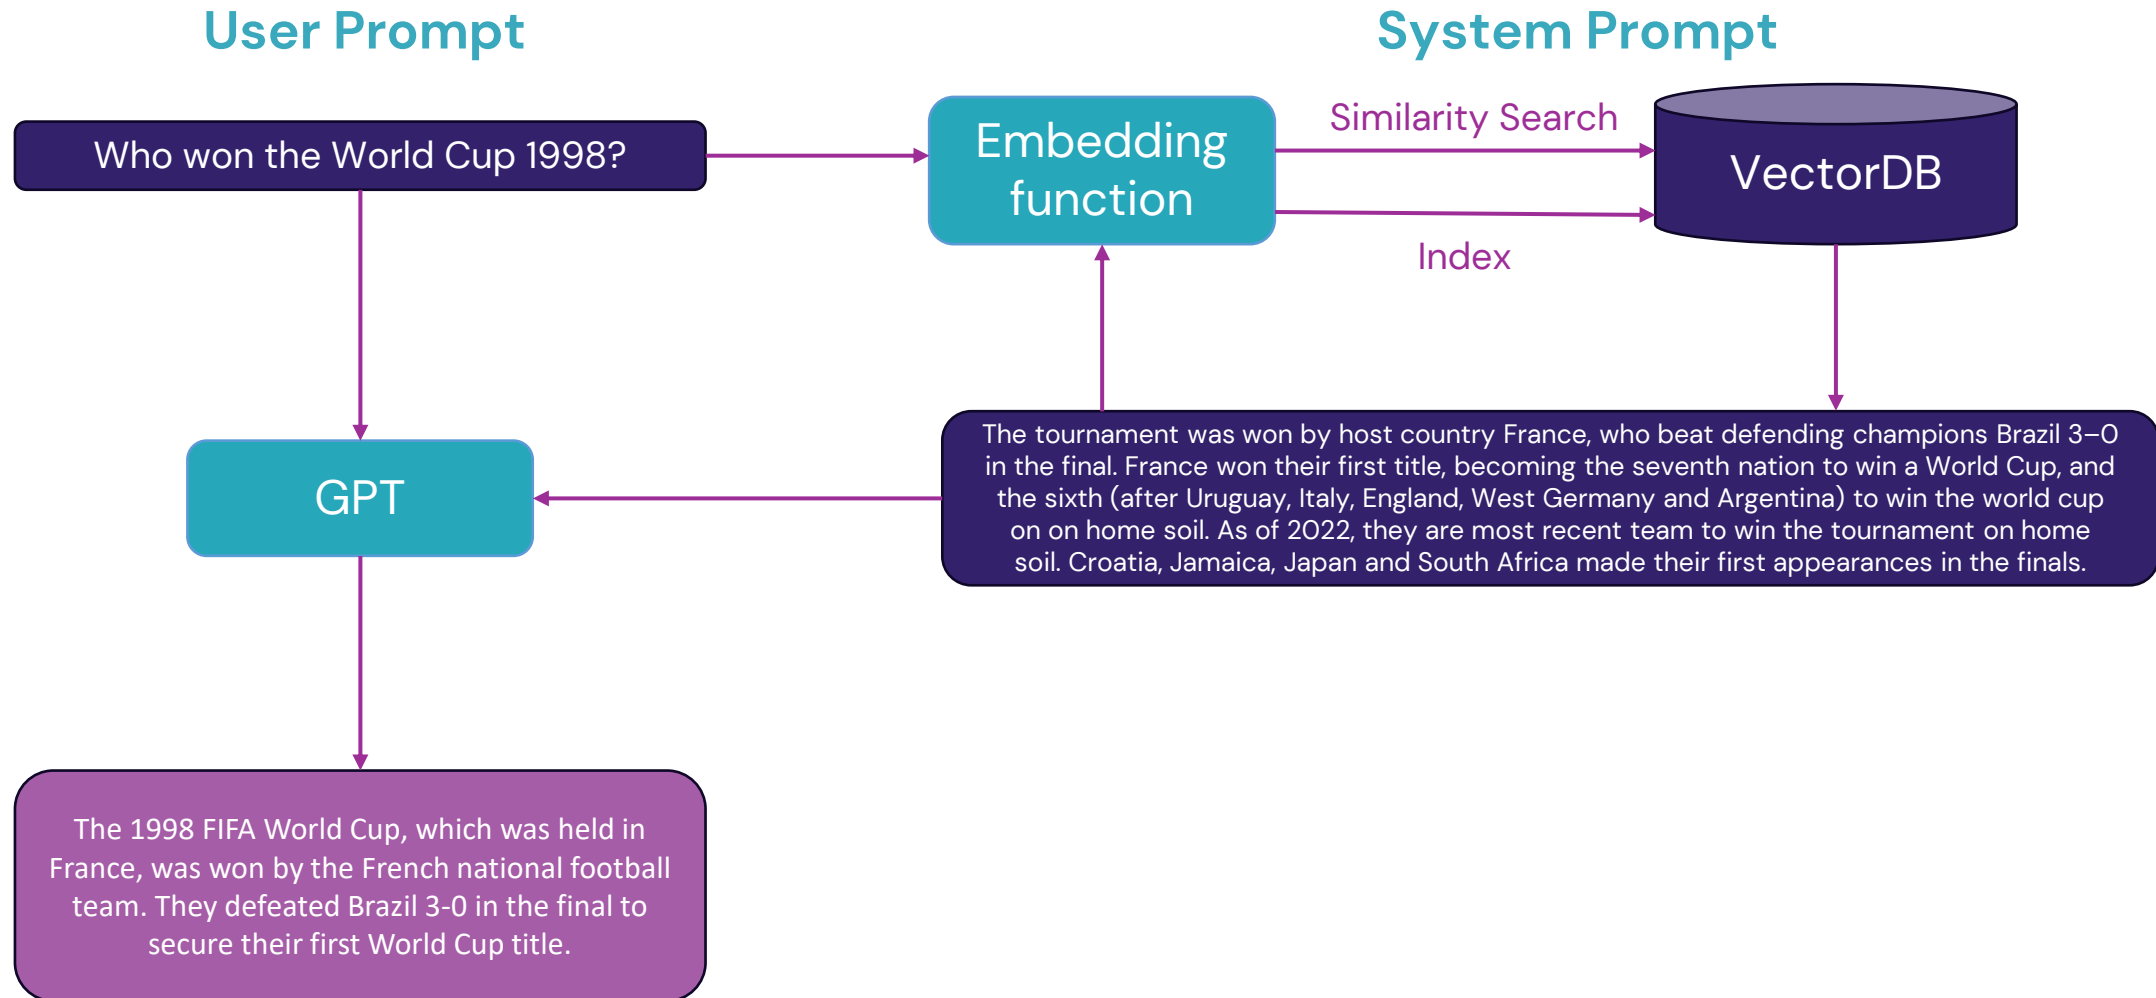 User Prompt
System Prompt
Who won the World Cup 1998?
Embedding
function
Similarity Search
Index
VectorDB
GPT
The tournament was won by host country France, who beat defending champions Brazil 3–0
in the final. France won their first title, becoming the seventh nation to win a World Cup, and
the sixth (after Uruguay, Italy, England, West Germany and Argentina) to win the world cup
on on home soil. As of 2022, they are most recent team to win the tournament on home
soil. Croatia, Jamaica, Japan and South Africa made their first appearances in the finals.
The 1998 FIFA World Cup, which was held in
France, was won by the French national football
team. They defeated Brazil 3-0 in the final to
secure their first World Cup title.